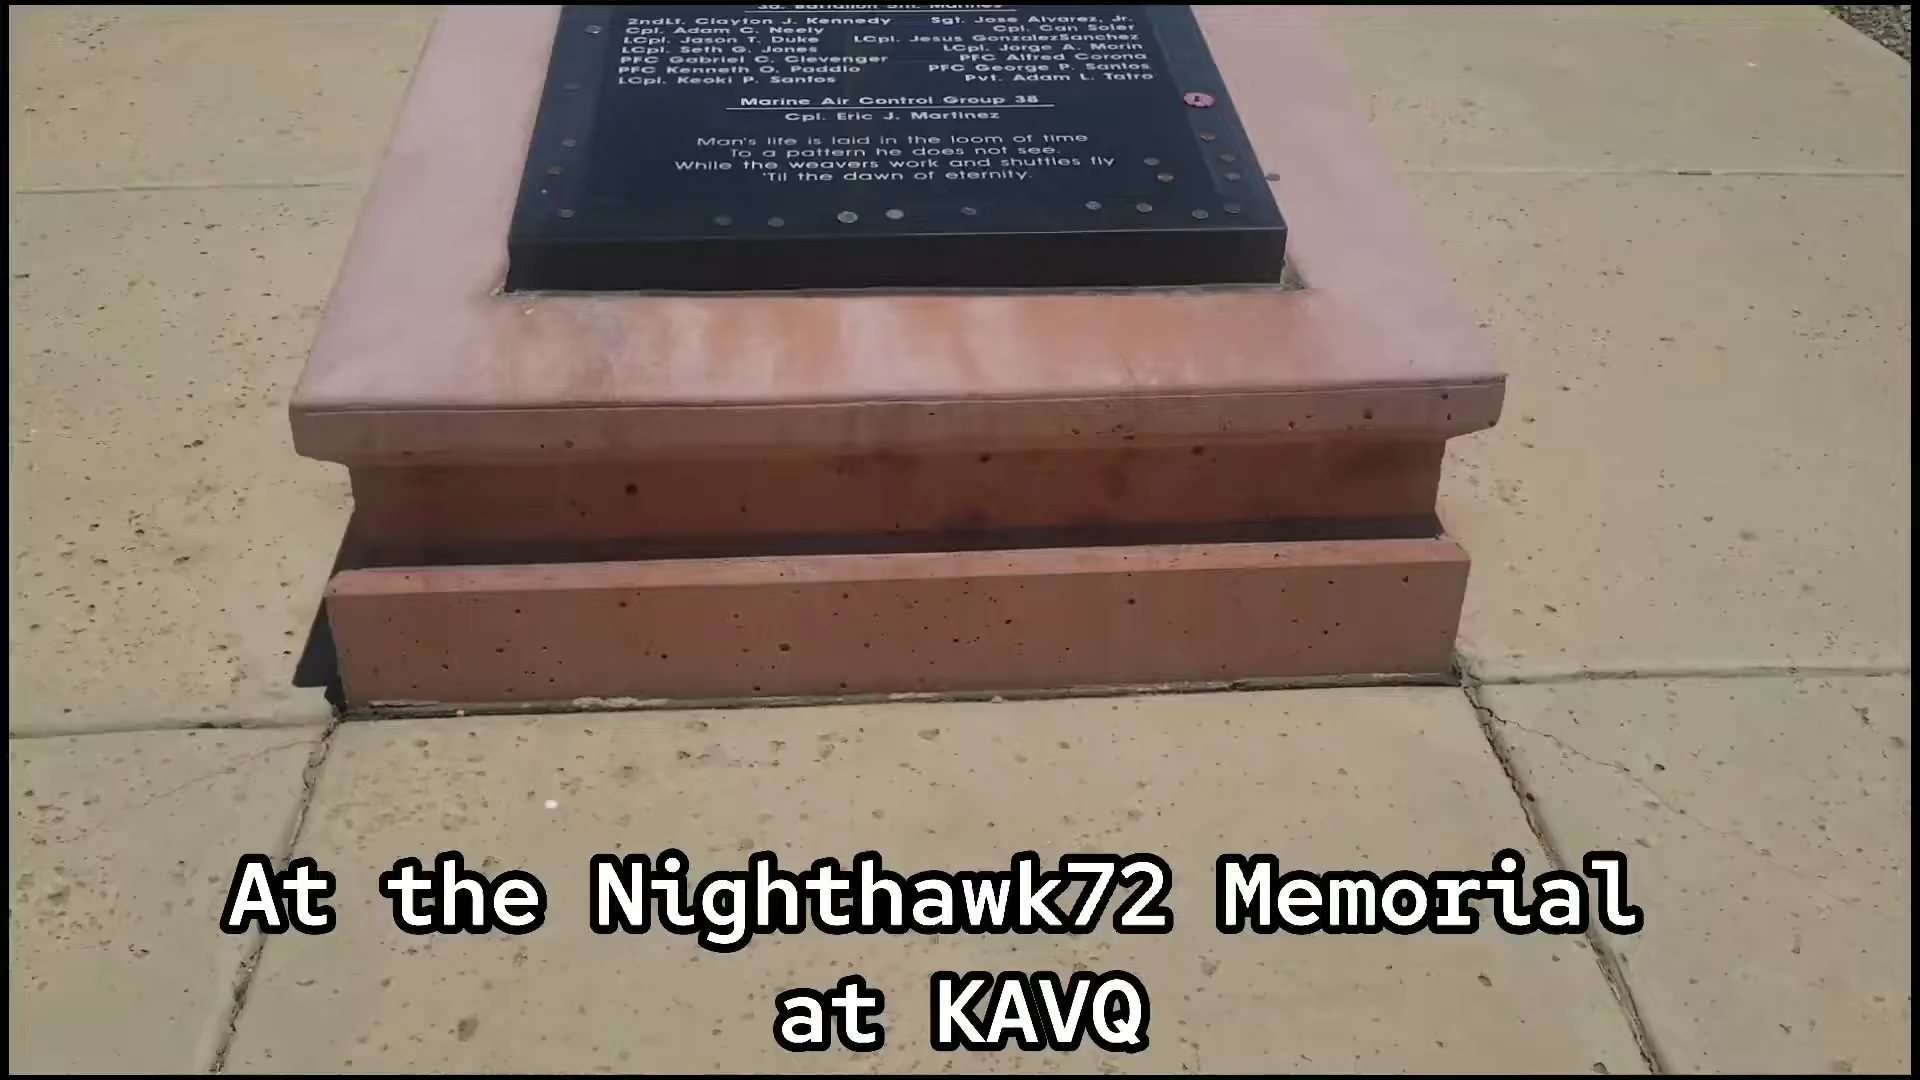 3d. Battalion 5th. Marines
2ndLt. Clayton J. Kennedy Sgt. Jose Alvarez, Jr.
Cpl. Adam C. Neely Cpl. Can Soler
LCpl. Jason T. Duke LCpl. Jesus GonzalezSanchez
LCpl. Seth G. Jones LCpl. Jorge A. Morin
PFC Gabriel C. Clevenger PFC Alfred Corona
PFC Kenneth O. Paddio PFC George P. Santos
LCpl. Keoki P. Santos Pvt. Adam L. Tatro
Marine Air Control Group 38
Cpl. Eric J. Martinez
Man's life is laid in the loom of time
To a pattern he does not see.
While the weavers work and shuttles fly
'Til the dawn of eternity.
At the Nighthawk72 Memorial
at KAVQ